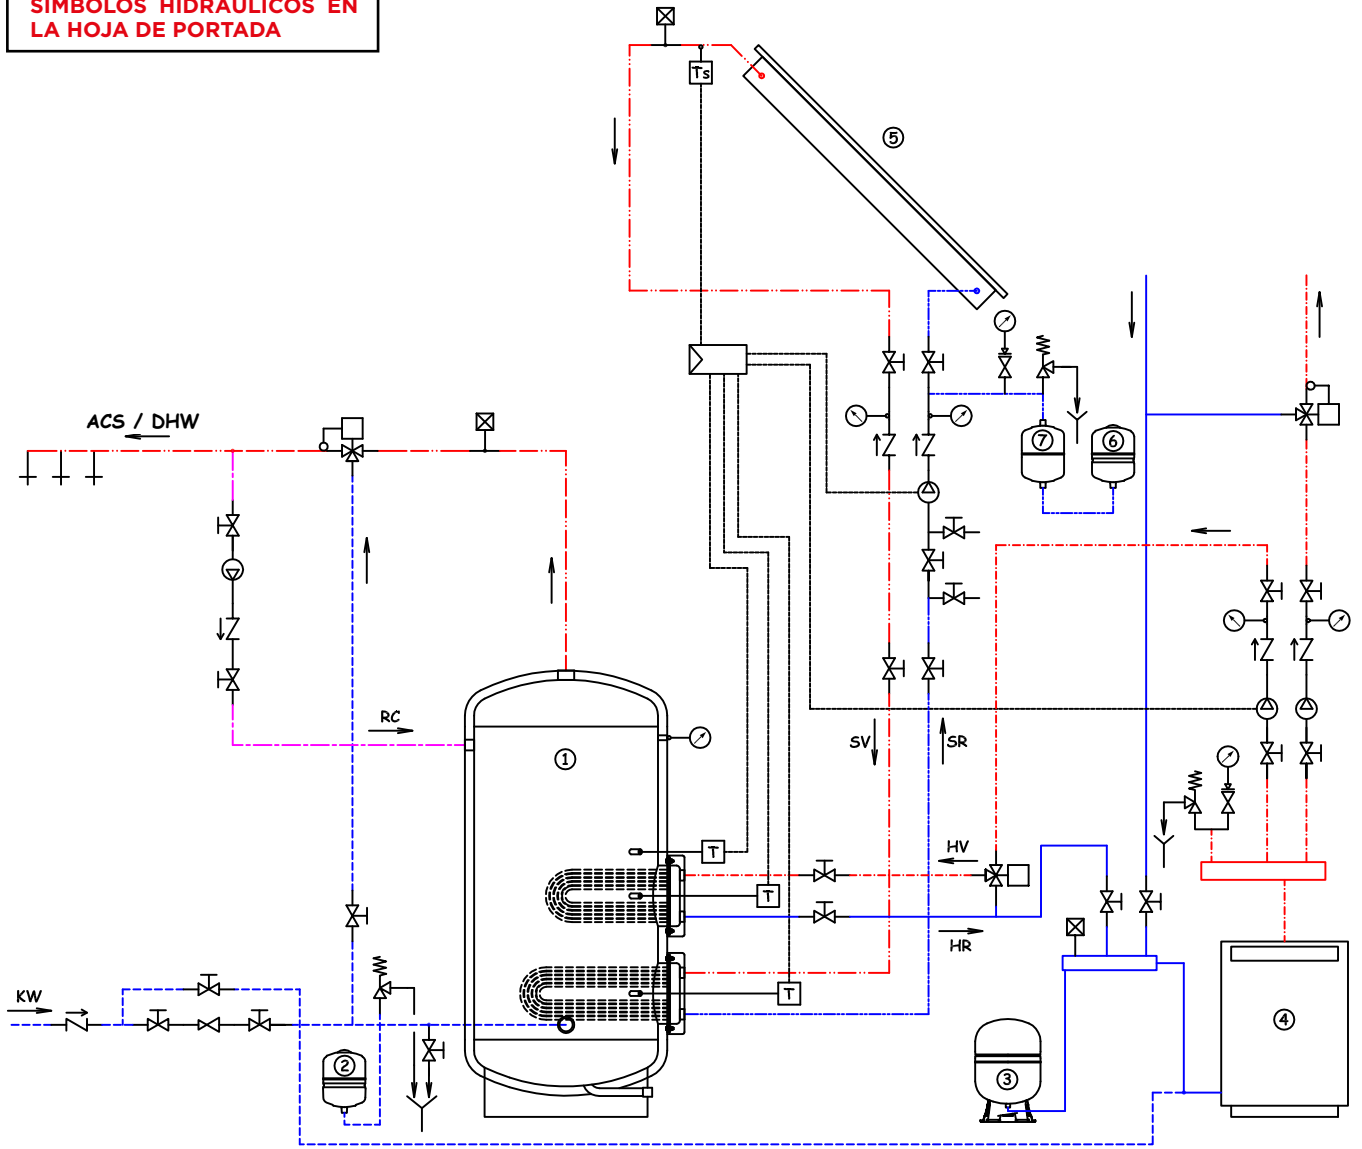 SÍMBOLOS HIDRÁULICOS EN
LA HOJA DE PORTADA
Ts
5
ACS / DHW
7
6
RC
1
SV
SR
T
HV
T
HR
T
KW
2
3
4